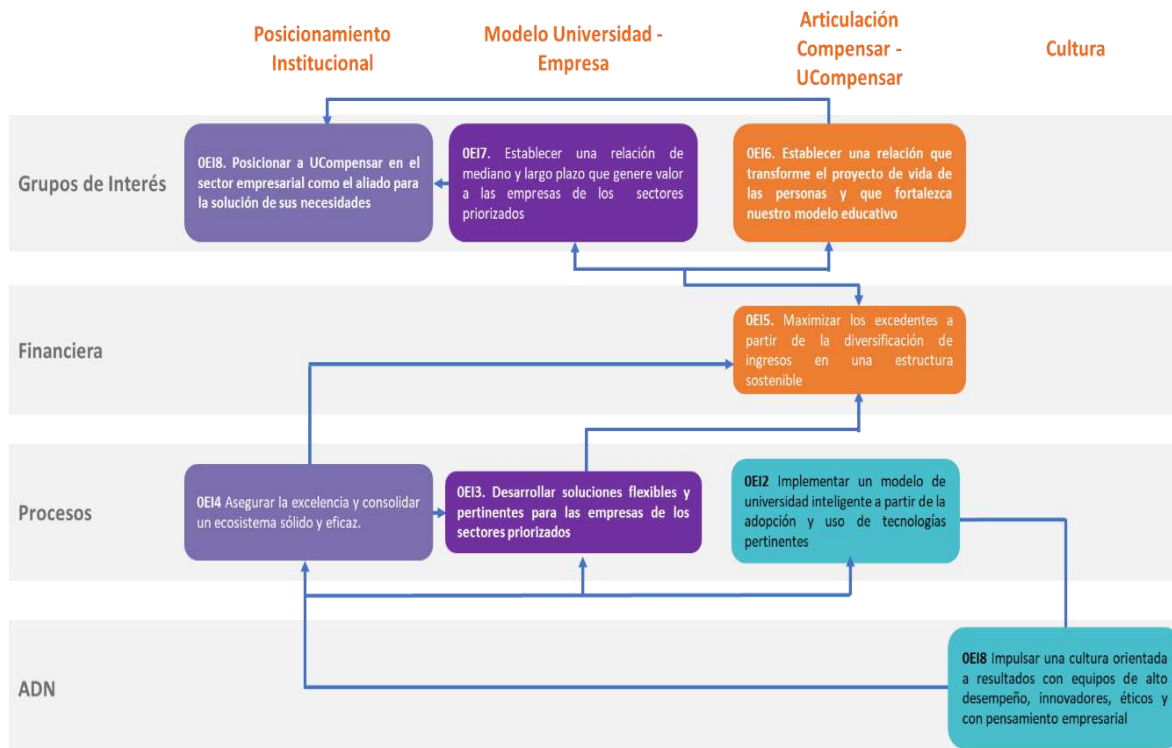 Posicionamiento
Institucional
Modelo Universidad -
Empresa
Articulación
Compensar -
UCompensar
Cultura
Grupos de Interés
OEI8. Posicionar a UCompensar en el
sector empresarial como el aliado para
la solución de sus necesidades
OEI7. Establecer una relación de
mediano y largo plazo que genere valor
a las empresas de los sectores
priorizados
OEI6. Establecer una relación que
transforme el proyecto de vida de
las personas y que fortalezca
nuestro modelo educativo
Financiera
OEI5. Maximizar los excedentes a
partir de la diversificación de
ingresos en una estructura
sostenible
Procesos
OEI4 Asegurar la excelencia y consolidar
un ecosistema sólido y eficaz.
OEI3. Desarrollar soluciones flexibles y
pertinentes para las empresas de los
sectores priorizados
OEI2 Implementar un modelo de
universidad inteligente a partir de la
adopción y uso de tecnologías
pertinentes
ADN
OEI8 Impulsar una cultura orientada
a resultados con equipos de alto
desempeño, innovadores, éticos y
con pensamiento empresarial